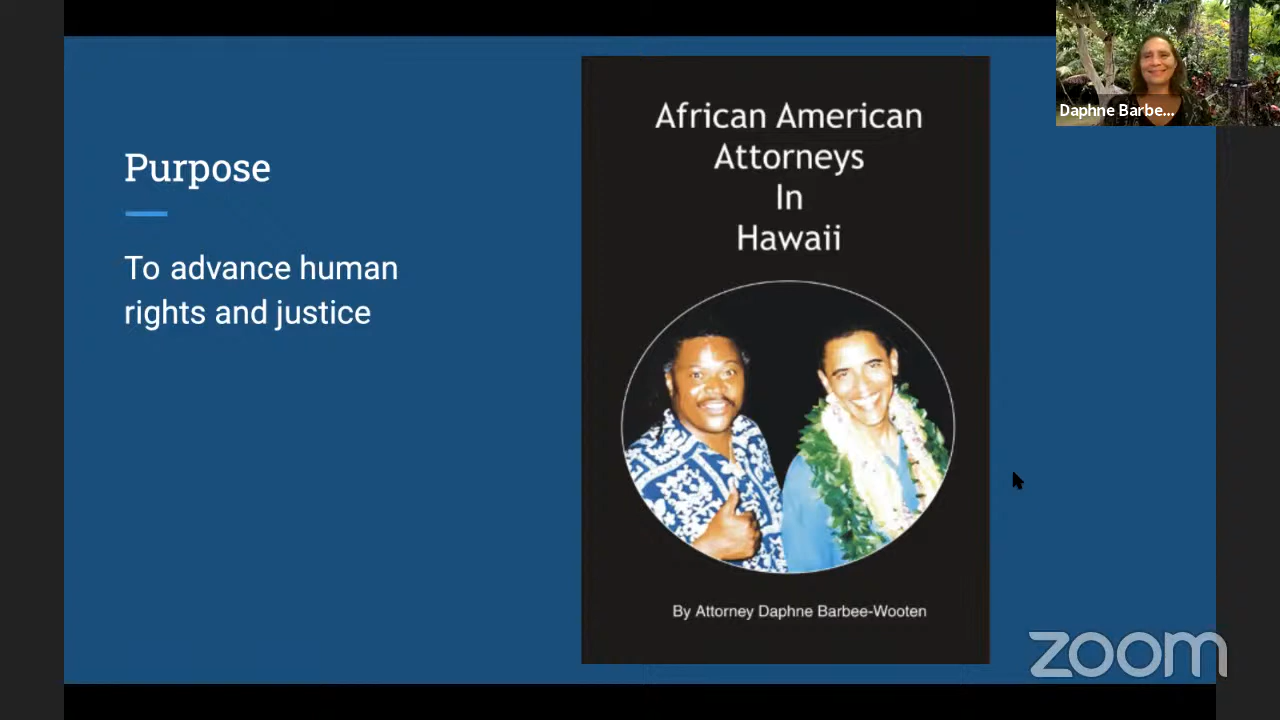 Purpose
To advance human
rights and justice
African American
Attorneys
In
Hawaii
By Attorney Daphne Barbee-Wooten
Daphne Barbe...
zoom